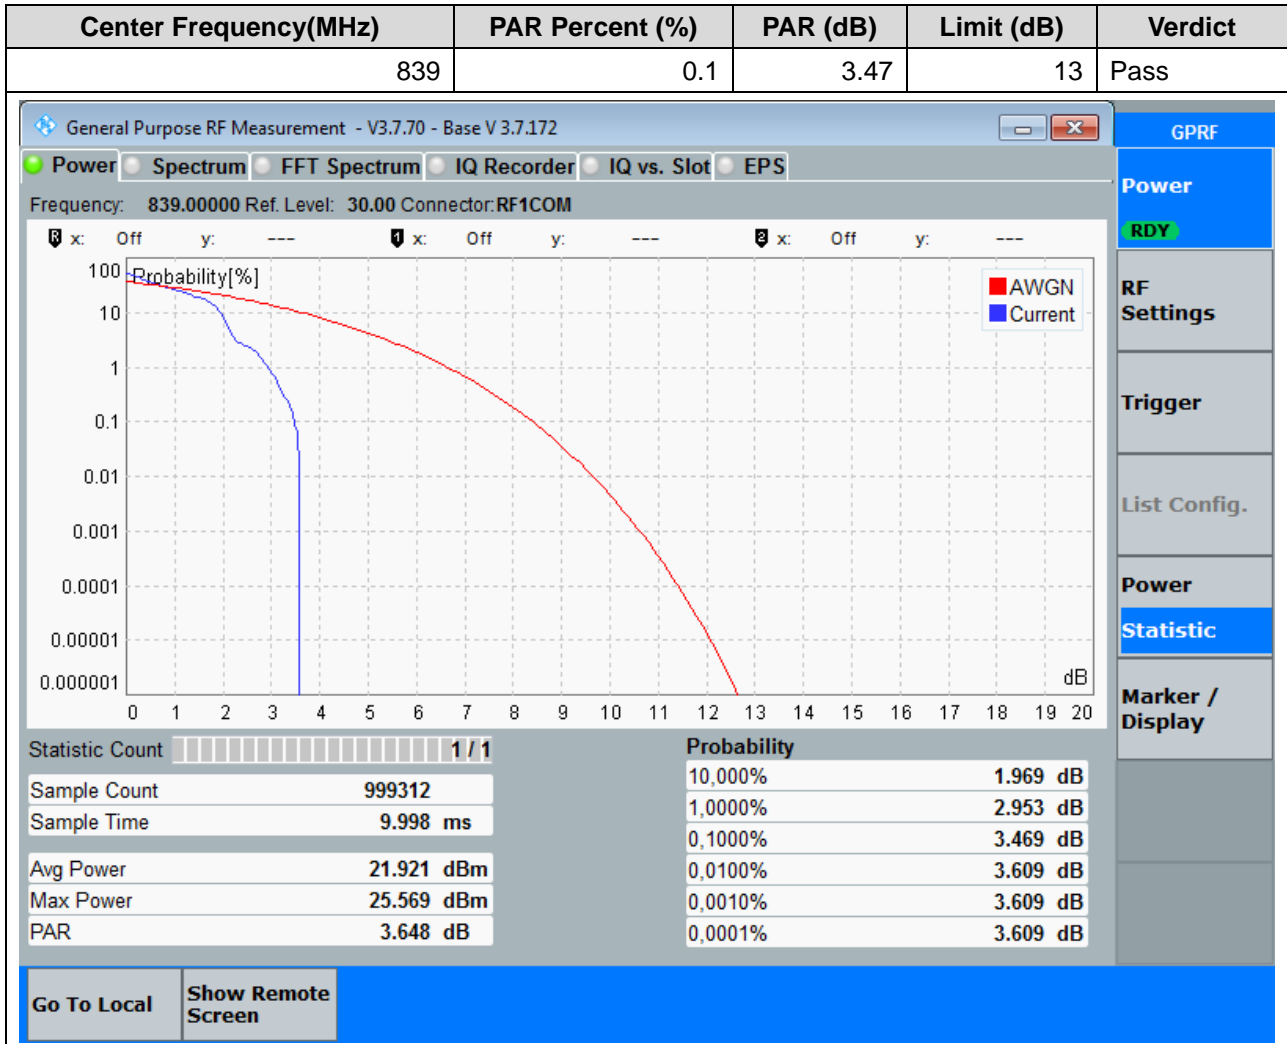 Center Frequency(MHz) PAR Percent (%) PAR (dB) Limit (dB) Verdict
839 0.1 3.47 13 Pass
General Purpose RF Measurement - V3.7.70 - Base V 3.7.172
GPRF
Power Spectrum FFT Spectrum IQ Recorder IQ vs. Slot EPS
Power
RDY
Frequency: 839.00000 Ref. Level: 30.00 Connector:RF1COM
R x: Off y: --- 1 x: Off y: --- 2 x: Off y: ---
Probability[%]
100
10
1
0.1
0.01
0.001
0.0001
0.00001
0.000001
AWGN
Current
dB
0 1 2 3 4 5 6 7 8 9 10 11 12 13 14 15 16 17 18 19 20
RF
Settings
Trigger
List Config.
Power
Statistic
Marker /
Display
Statistic Count 1 / 1
Sample Count 999312
Sample Time 9.998 ms
Avg Power 21.921 dBm
Max Power 25.569 dBm
PAR 3.648 dB
Probability
10,000% 1.969 dB
1,0000% 2.953 dB
0,1000% 3.469 dB
0,0100% 3.609 dB
0,0010% 3.609 dB
0,0001% 3.609 dB
Go To Local
Show Remote
Screen